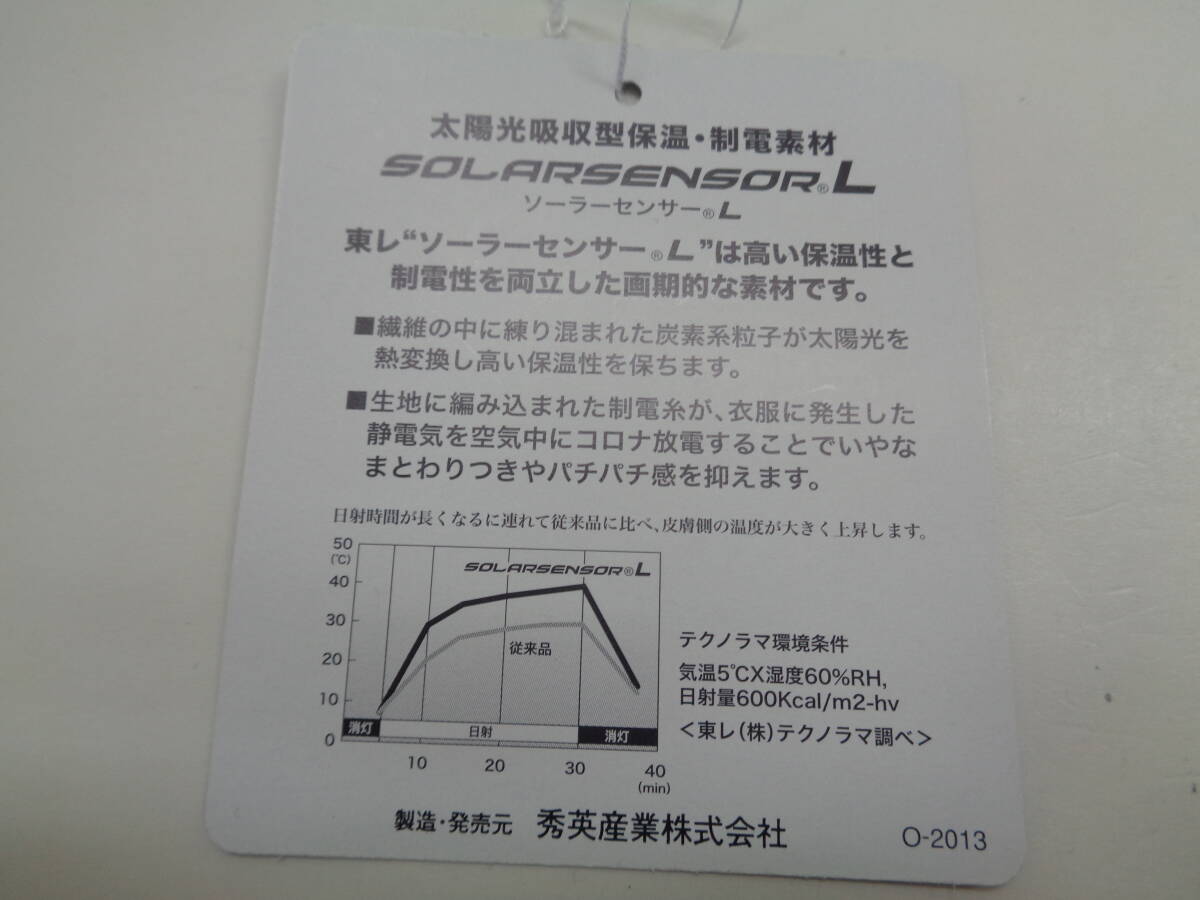 太陽光吸収型保温・制電素材
SOLARSENSOR®L
ソーラーセンサー®L
東レ“ソーラーセンサー®L”は高い保温性と
制電性を両立した画期的な素材です。
■繊維の中に練り混まれた炭素系粒子が太陽光を
熱変換し高い保温性を保ちます。
■生地に編み込まれた制電糸が、衣服に発生した
静電気を空気中にコロナ放電することでいやな
まとわりつきやパチパチ感を抑えます。
日射時間が長くなるに連れて従来品に比べ、皮膚側の温度が大きく上昇します。
50
(℃)
40
30
20
10
0
SOLARSENSOR®L
従来品
消灯
日射
消灯
10
20
30
40
(min)
テクノラマ環境条件
気温5℃X湿度60%RH,
日射量600Kcal/m2-hv
<東レ(株)テクノラマ調べ>
製造・発売元 秀英産業株式会社
O-2013